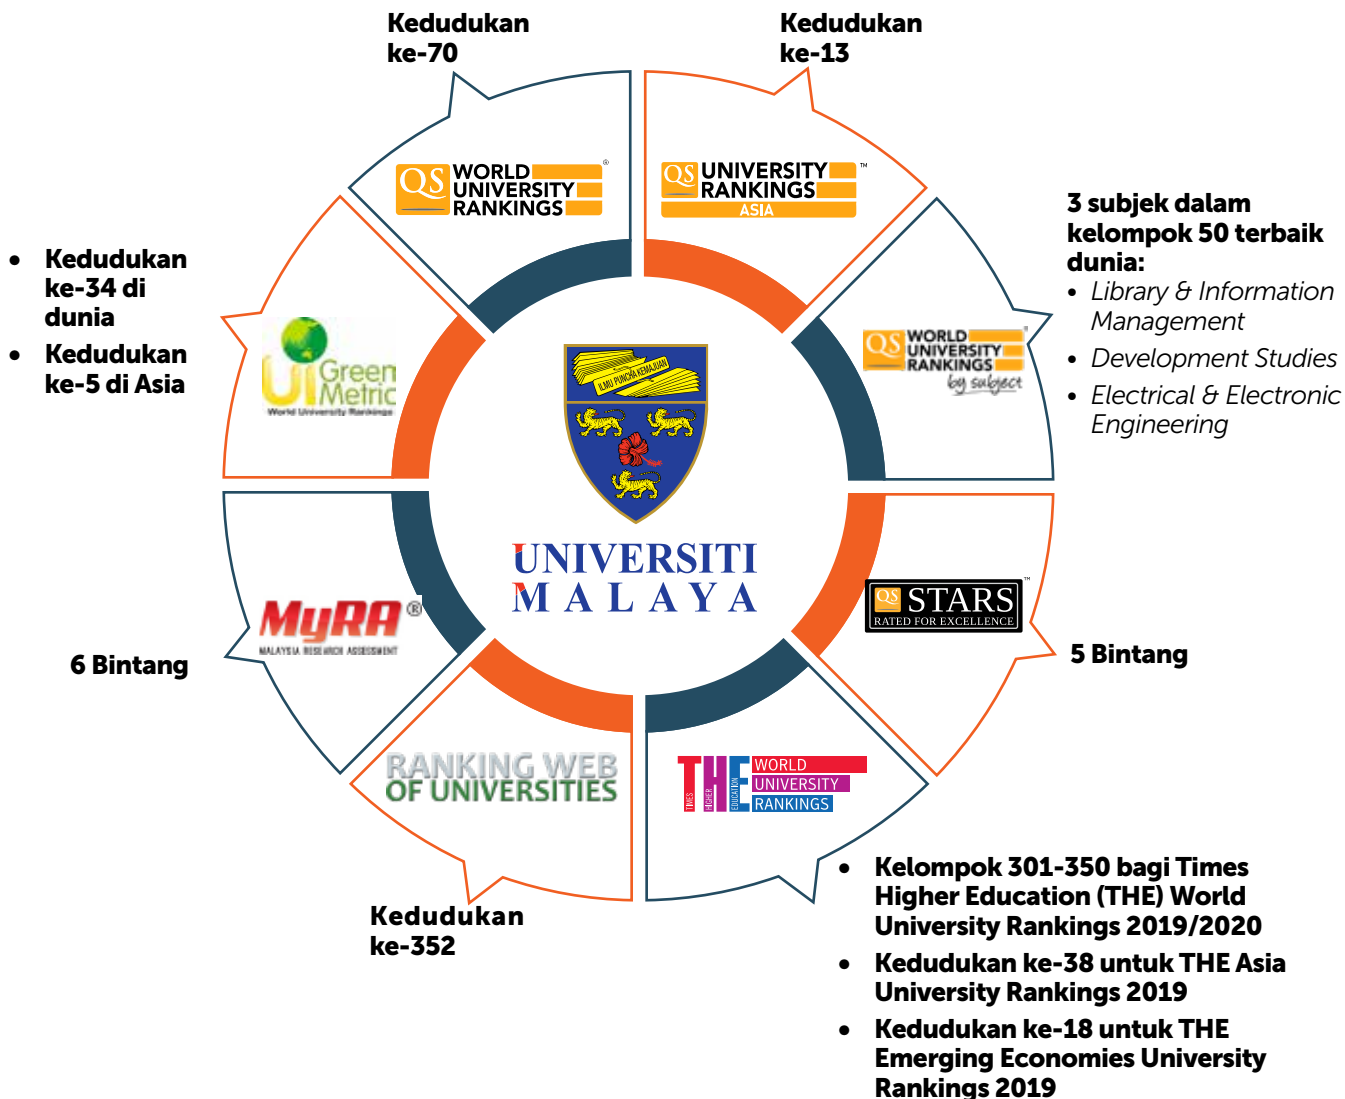 Kedudukan
ke-70
Kedudukan
ke-13
QS WORLD
UNIVERSITY
RANKINGS
®
QS UNIVERSITY
RANKINGS
ASIA
™
3 subjek dalam
kelompok 50 terbaik
dunia:
• Library & Information
Management
• Development Studies
• Electrical & Electronic
Engineering
QS WORLD
UNIVERSITY
RANKINGS
by subject
®
• Kedudukan
ke-34 di
dunia
• Kedudukan
ke-5 di Asia
UI Green
Metric
World University Rankings
ILMU PUNCHA KEMAJUAN
UNIVERSITI
MALAYA
MyRA®
MALAYSIA RESEARCH ASSESSMENT
6 Bintang
QS STARS™
RATED FOR EXCELLENCE
5 Bintang
RANKING WEB
OF UNIVERSITIES
Kedudukan
ke-352
THE
TIMES
HIGHER
EDUCATION
WORLD
UNIVERSITY
RANKINGS
• Kelompok 301-350 bagi Times
Higher Education (THE) World
University Rankings 2019/2020
• Kedudukan ke-38 untuk THE Asia
University Rankings 2019
• Kedudukan ke-18 untuk THE
Emerging Economies University
Rankings 2019